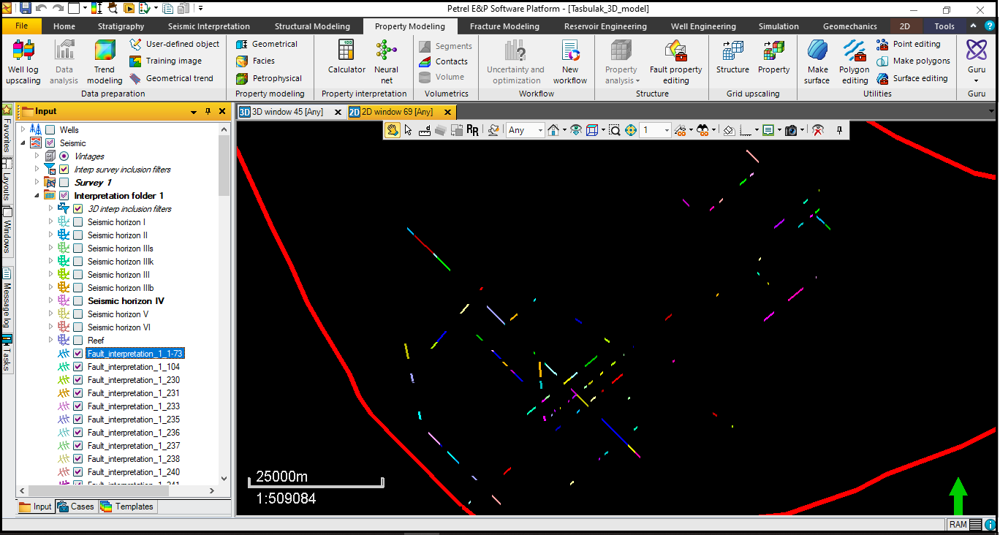 Petrel E&P Software Platform - [Tasbulak_3D_model]
File Home Stratigraphy Seismic Interpretation Structural Modeling Property Modeling Fracture Modeling Reservoir Engineering Well Engineering Simulation Geomechanics 2D Tools
Well log upscaling
Data analysis
Trend modeling
User-defined object
Training image
Geometrical trend
Data preparation
Geometrical
Facies
Petrophysical
Property modeling
Calculator
Neural net
Property interpretation
Segments
Contacts
Volume
Volumetrics
Uncertainty and optimization
New workflow
Workflow
Property analysis
Fault property editing
Structure
Structure
Property
Grid upscaling
Make surface
Polygon editing
Point editing
Make polygons
Surface editing
Utilities
Guru
Guru
Favorites
Layouts
Windows
Message log
Tasks
Input
Wells
Seismic
Vintages
Interp survey inclusion filters
Survey 1
Interpretation folder 1
3D interp inclusion filters
Seismic horizon I
Seismic horizon II
Seismic horizon IIIs
Seismic horizon IIIk
Seismic horizon III
Seismic horizon IIIb
Seismic horizon IV
Seismic horizon V
Seismic horizon VI
Reef
Fault_interpretation_1_1-73
Fault_interpretation_1_104
Fault_interpretation_1_230
Fault_interpretation_1_231
Fault_interpretation_1_233
Fault_interpretation_1_235
Fault_interpretation_1_236
Fault_interpretation_1_237
Fault_interpretation_1_238
Fault_interpretation_1_240
Fault_interpretation_1_241
Input Cases Templates
3D 3D window 45 [Any] 2D 2D window 69 [Any]
Any 1
25000m
1:509084
RAM